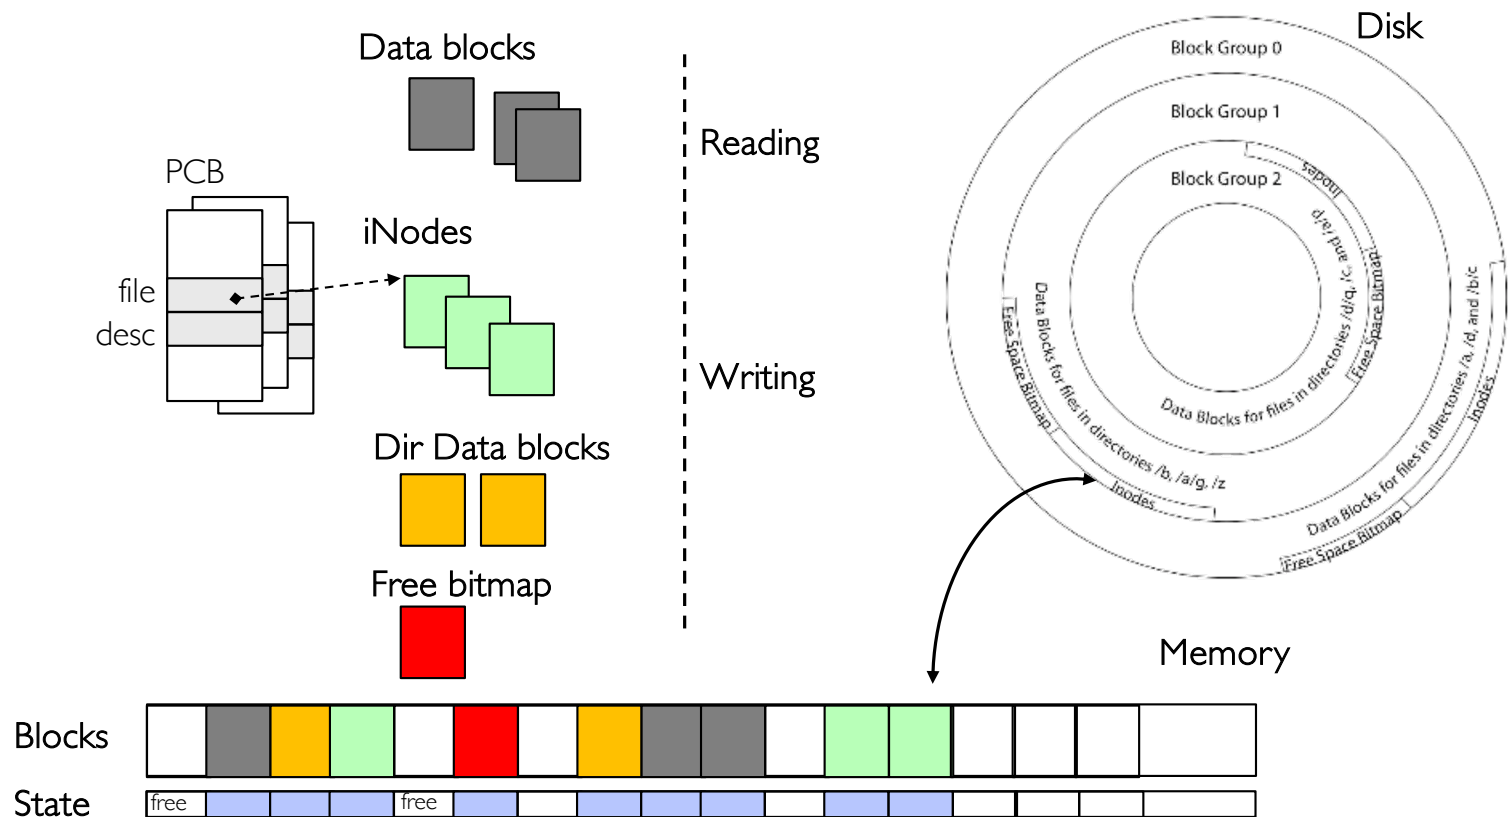 Data blocks
Disk
Block Group 0
Block Group 1
Reading
PCB
Block Group 2
Inodes
iNodes
file
desc
Free Space Bitmap
Data Blocks for files in directories /d/q, /c, and /a/p
Writing
Free Space Bitmap
Data Blocks for files in directories /b, /a/g, /z
Inodes
Data Blocks for files in directories /a, /d, and /b/c
Inodes
Free Space Bitmap
Dir Data blocks
Free bitmap
Memory
Blocks
State
free
free